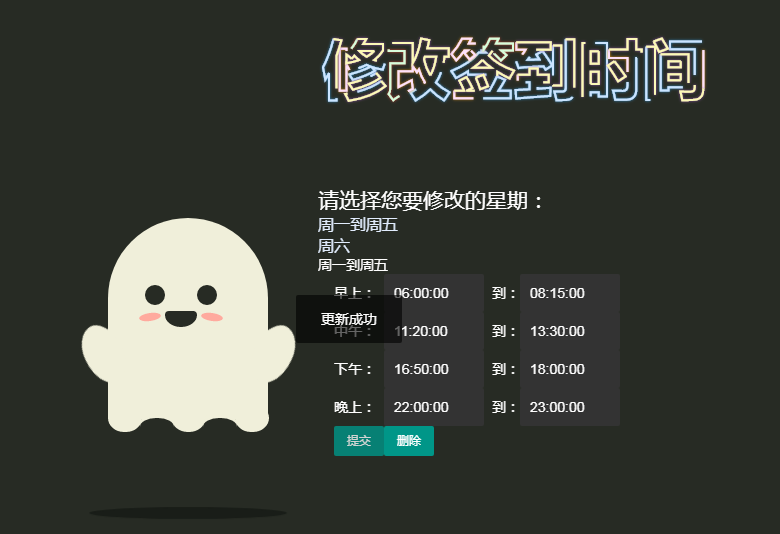 修改签到时间
请选择您要修改的星期：
周一到周五
周六
周一到周五
早上： 06:00:00 到： 08:15:00
更新成功
中午： 11:20:00 到： 13:30:00
下午： 16:50:00 到： 18:00:00
晚上： 22:00:00 到： 23:00:00
提交 删除